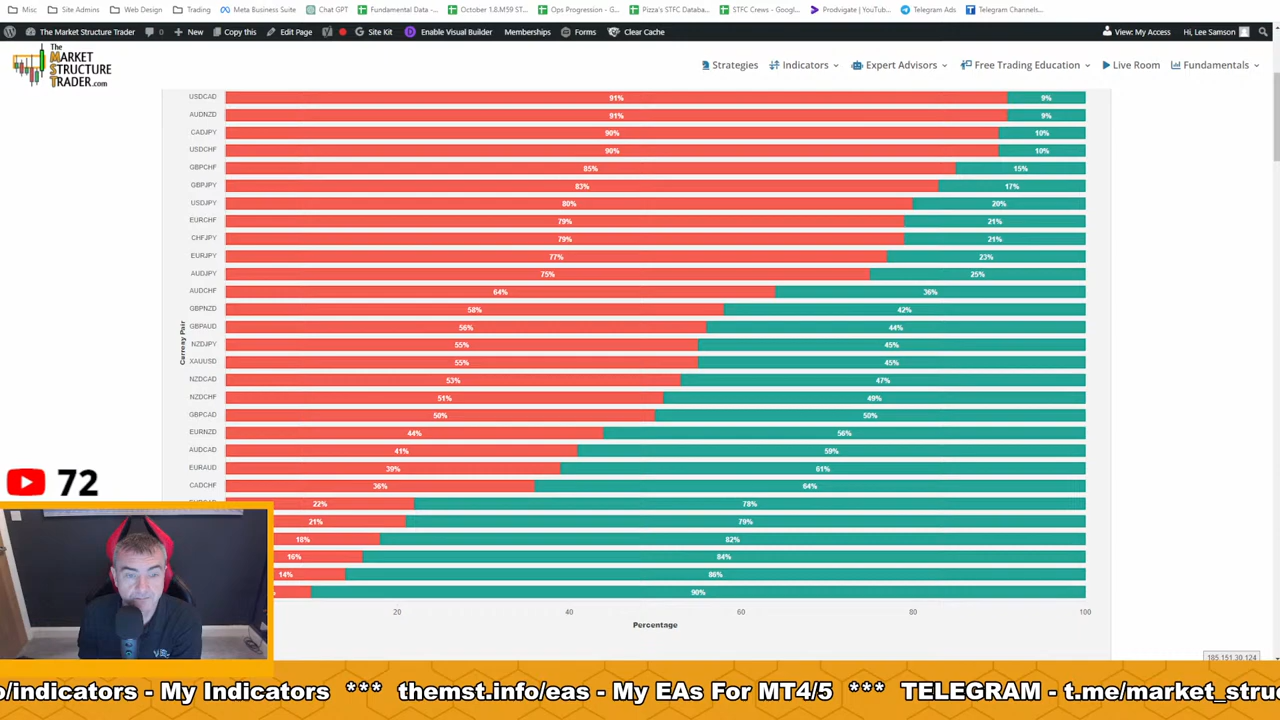 Misc Site Admins Web Design Trading Meta Business Suite Chat GPT Fundamental Data -... October 1.8.M59 ST... Ops Progression - G... Pizza's STFC Databa... STFC Crews - Googl... Prodvigate | YouTub... Telegram Ads Telegram Channels...
The Market Structure Trader 0 New Copy this Edit Page Site Kit Enable Visual Builder Memberships Forms Clear Cache View: My Access Hi, Lee Samson
The MARKET STRUCTURE TRADER.com
Strategies Indicators Expert Advisors Free Trading Education Live Room Fundamentals
USDCAD 91% 9%
AUDNZD 91% 9%
CADJPY 90% 10%
USDCHF 90% 10%
GBPCHF 85% 15%
GBPJPY 83% 17%
USDJPY 80% 20%
EURCHF 79% 21%
CHFJPY 79% 21%
EURJPY 77% 23%
AUDJPY 75% 25%
AUDCHF 64% 36%
GBPNZD 58% 42%
GBPAUD 56% 44%
NZDJPY 55% 45%
XAUUSD 55% 45%
NZDCAD 53% 47%
NZDCHF 51% 49%
GBPCAD 50% 50%
EURNZD 44% 56%
AUDCAD 41% 59%
EURAUD 39% 61%
CADCHF 36% 64%
22% 78%
21% 79%
18% 82%
16% 84%
14% 86%
90%
20 40 60 80 100
Percentage
72
185.151.30.124
o/indicators - My Indicators *** themst.info/eas - My EAs For MT4/5 *** TELEGRAM - t.me/market_struc